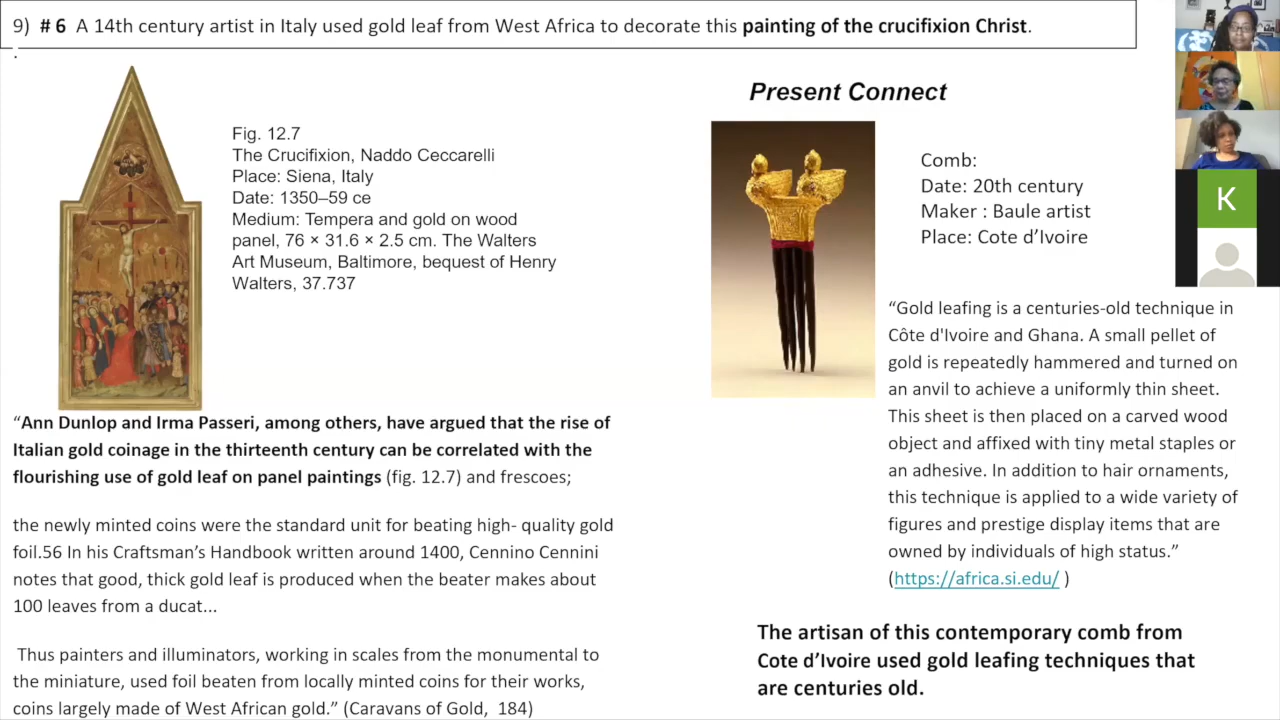 9) # 6 A 14th century artist in Italy used gold leaf from West Africa to decorate this painting of the crucifixion Christ.
.
Fig. 12.7
The Crucifixion, Naddo Ceccarelli
Place: Siena, Italy
Date: 1350–59 ce
Medium: Tempera and gold on wood
panel, 76 × 31.6 × 2.5 cm. The Walters
Art Museum, Baltimore, bequest of Henry
Walters, 37.737
“Ann Dunlop and Irma Passeri, among others, have argued that the rise of
Italian gold coinage in the thirteenth century can be correlated with the
flourishing use of gold leaf on panel paintings (fig. 12.7) and frescoes;
the newly minted coins were the standard unit for beating high- quality gold
foil.56 In his Craftsman’s Handbook written around 1400, Cennino Cennini
notes that good, thick gold leaf is produced when the beater makes about
100 leaves from a ducat...
Thus painters and illuminators, working in scales from the monumental to
the miniature, used foil beaten from locally minted coins for their works,
coins largely made of West African gold.” (Caravans of Gold, 184)
Present Connect
Comb:
Date: 20th century
Maker : Baule artist
Place: Cote d’Ivoire
“Gold leafing is a centuries-old technique in
Côte d'Ivoire and Ghana. A small pellet of
gold is repeatedly hammered and turned on
an anvil to achieve a uniformly thin sheet.
This sheet is then placed on a carved wood
object and affixed with tiny metal staples or
an adhesive. In addition to hair ornaments,
this technique is applied to a wide variety of
figures and prestige display items that are
owned by individuals of high status.”
(https://africa.si.edu/ )
The artisan of this contemporary comb from
Cote d’Ivoire used gold leafing techniques that
are centuries old.
K